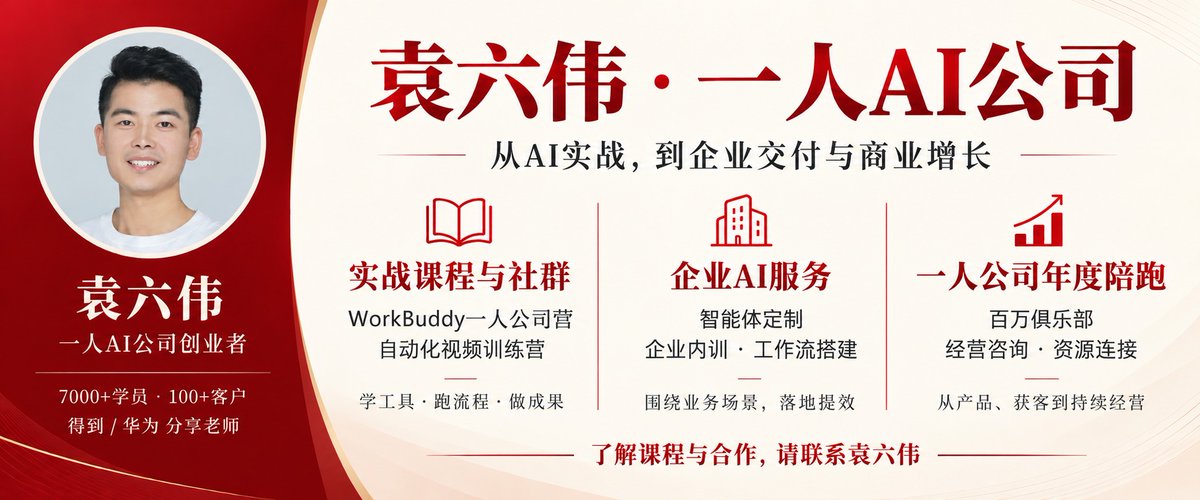 袁六伟
一人AI公司创业者
7000+学员 · 100+客户
得到 / 华为 分享老师
袁六伟·一人AI公司
从AI实战, 到企业交付与商业增长
实战课程与社群
WorkBuddy一人公司营
自动化视频训练营
学工具 · 跑流程 · 做成果
企业AI服务
智能体定制
企业内训 · 工作流搭建
围绕业务场景，落地提效
一人公司年度陪跑
百万俱乐部
经营咨询 · 资源连接
从产品、获客到持续经营
了解课程与合作, 请联系袁六伟